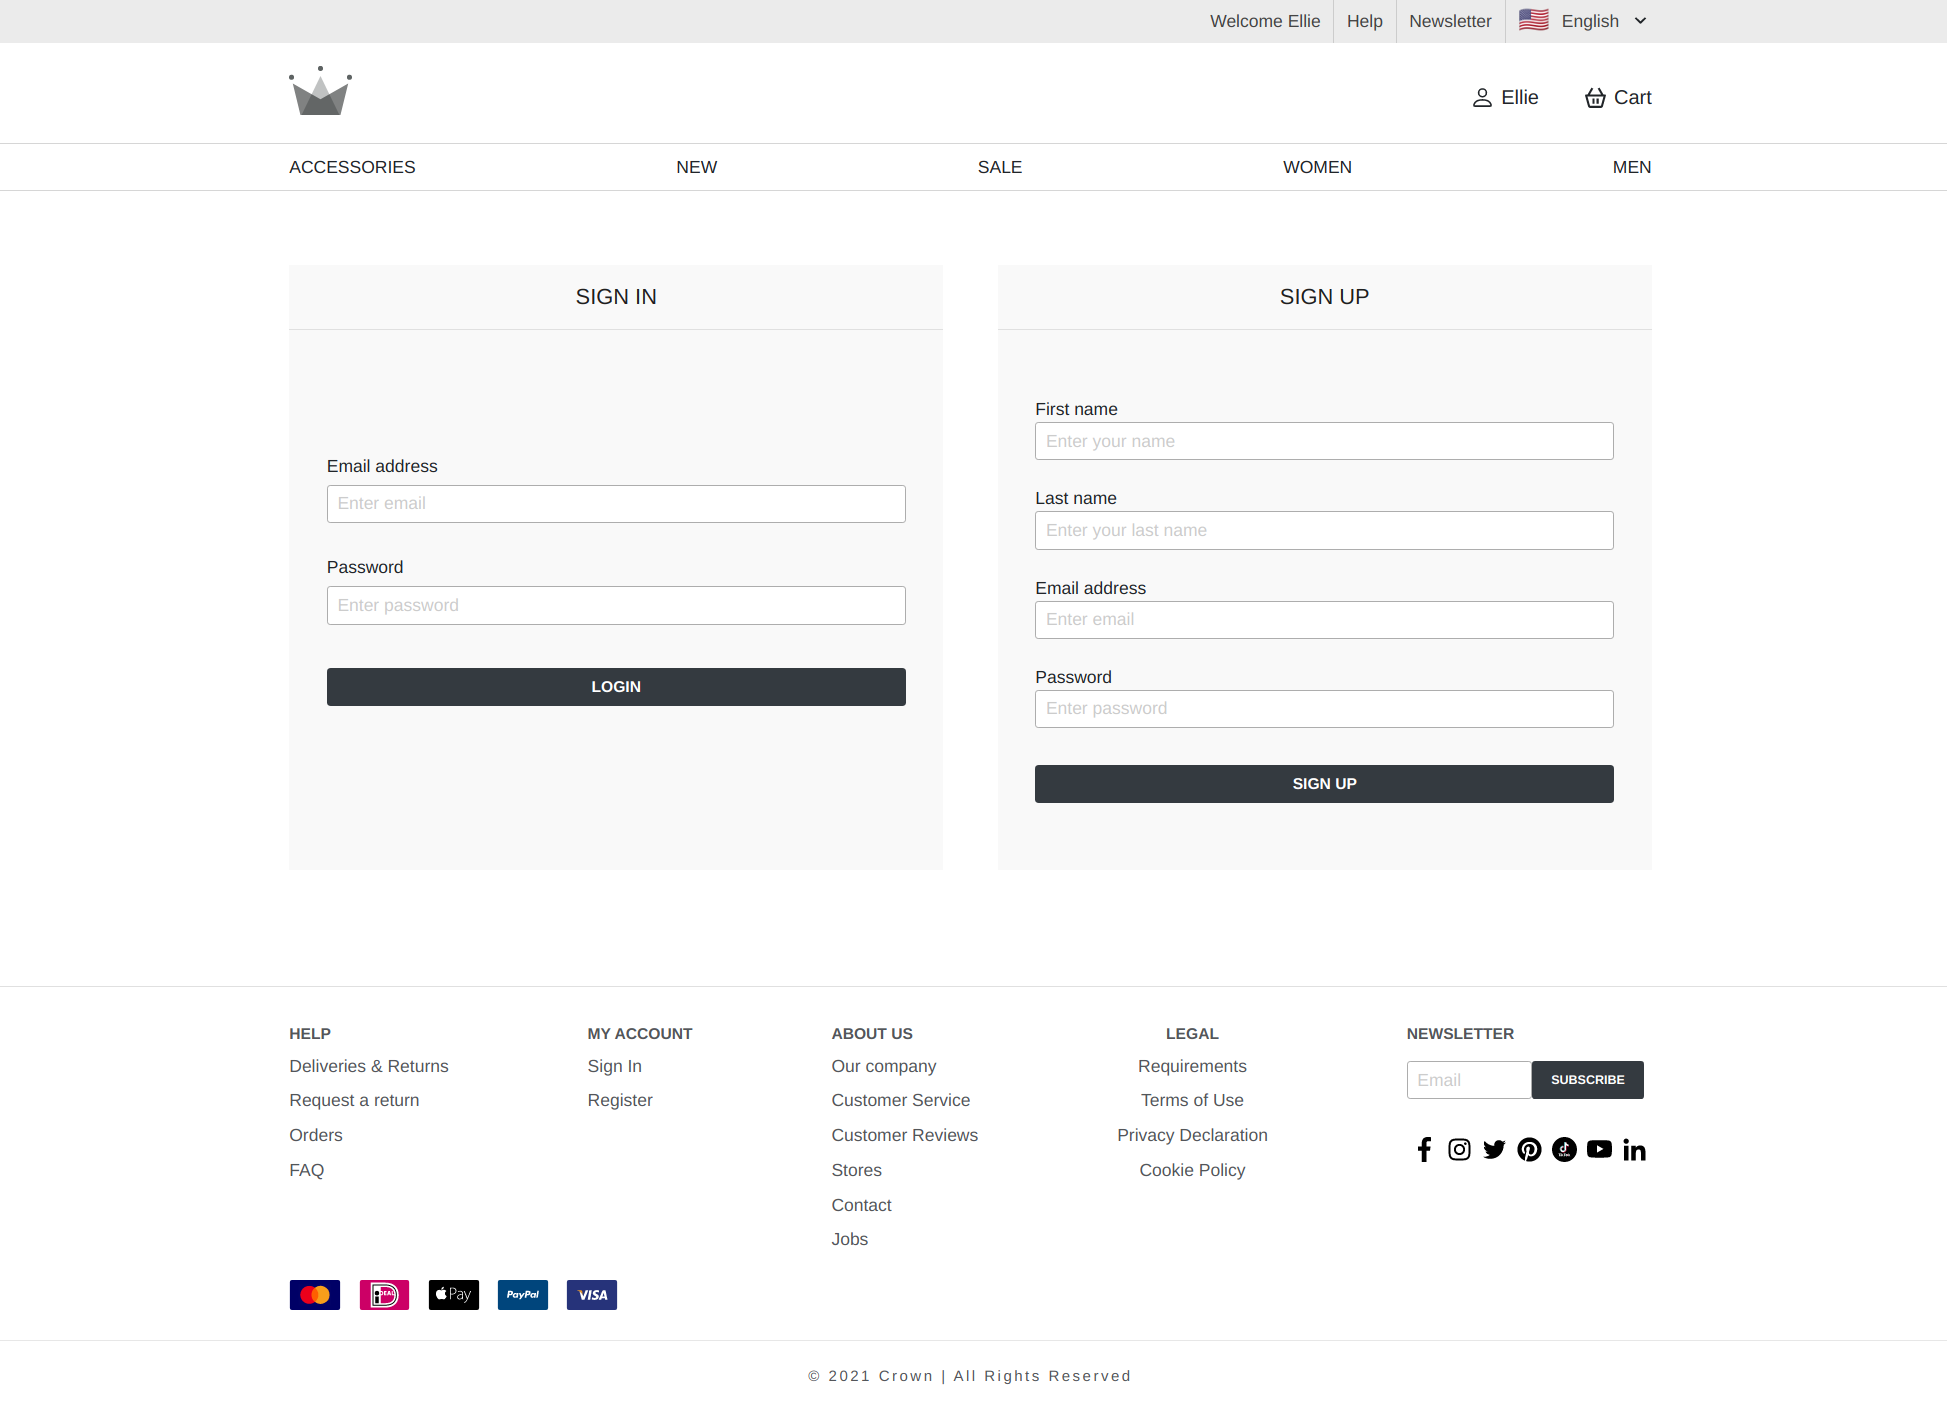 Welcome Ellie
Help
Newsletter
English
Ellie
Cart
ACCESSORIES
NEW
SALE
WOMEN
MEN
SIGN IN
Email address
Enter email
Password
Enter password
LOGIN
SIGN UP
First name
Enter your name
Last name
Enter your last name
Email address
Enter email
Password
Enter password
SIGN UP
HELP
Deliveries & Returns
Request a return
Orders
FAQ
MY ACCOUNT
Sign In
Register
ABOUT US
Our company
Customer Service
Customer Reviews
Stores
Contact
Jobs
LEGAL
Requirements
Terms of Use
Privacy Declaration
Cookie Policy
NEWSLETTER
Email
SUBSCRIBE
iDEAL
Pay
PayPal
VISA
© 2021 Crown | All Rights Reserved